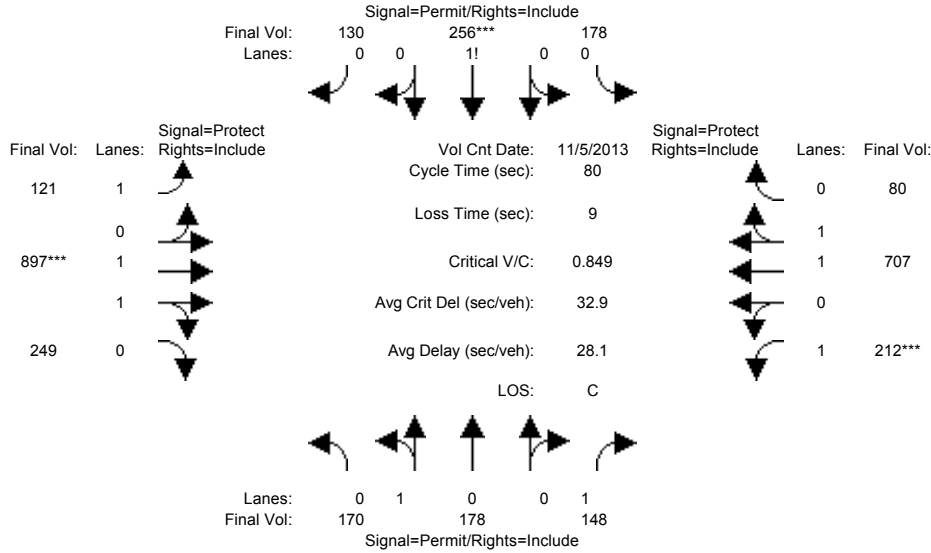 Signal=Permit/Rights=Include
Final Vol: 130 256*** 178
Lanes: 0 0 1! 0 0
Signal=Protect Signal=Protect
Final Vol: Lanes: Rights=Include Vol Cnt Date: 11/5/2013 Rights=Include Lanes: Final Vol:
Cycle Time (sec): 80
121 1 0 80
Loss Time (sec): 9
0 1
897*** 1 Critical V/C: 0.849 1 707
1 Avg Crit Del (sec/veh): 32.9 0
249 0 Avg Delay (sec/veh): 28.1 1 212***
LOS: C
Lanes: 0 1 0 0 1
Final Vol: 170 178 148
Signal=Permit/Rights=Include